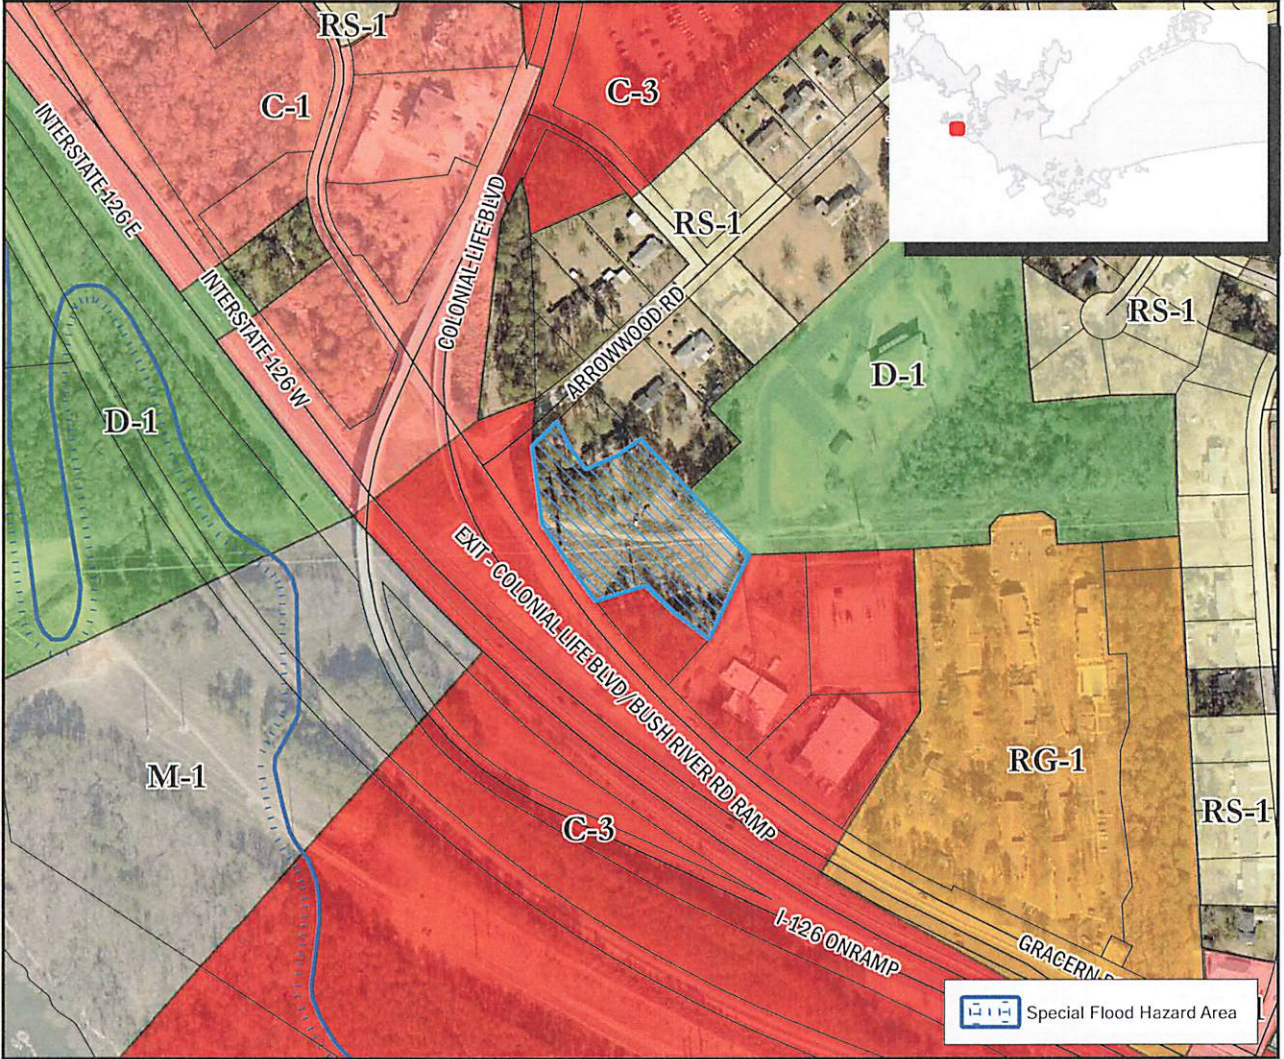 RS-1
C-1
C-3
INTERSTATE 126 E
COLONIAL LIFE BLVD
RS-1
INTERSTATE 126 W
ARROWWOOD RD
RS-1
D-1
D-1
EXIT - COLONIAL LIFE BLVD/BUSH RIVER RD RAMP
M-1
RG-1
C-3
RS-1
I-126 ONRAMP
GRACERN
Special Flood Hazard Area